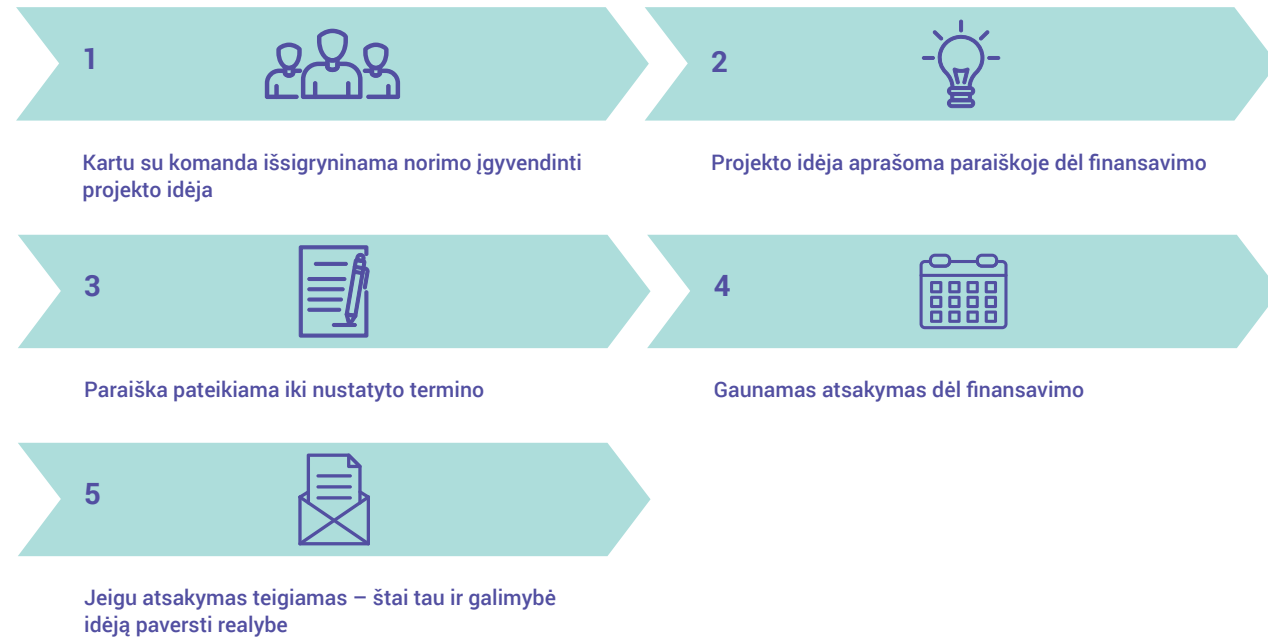 1
Kartu su komanda išsigryninama norimo įgyvendinti
projekto idėja
2
Projekto idėja aprašoma paraiškoje dėl finansavimo
3
Paraiška pateikiama iki nustatyto termino
4
Gaunamas atsakymas dėl finansavimo
5
Jeigu atsakymas teigiamas – štai tau ir galimybė
idėją paversti realybe